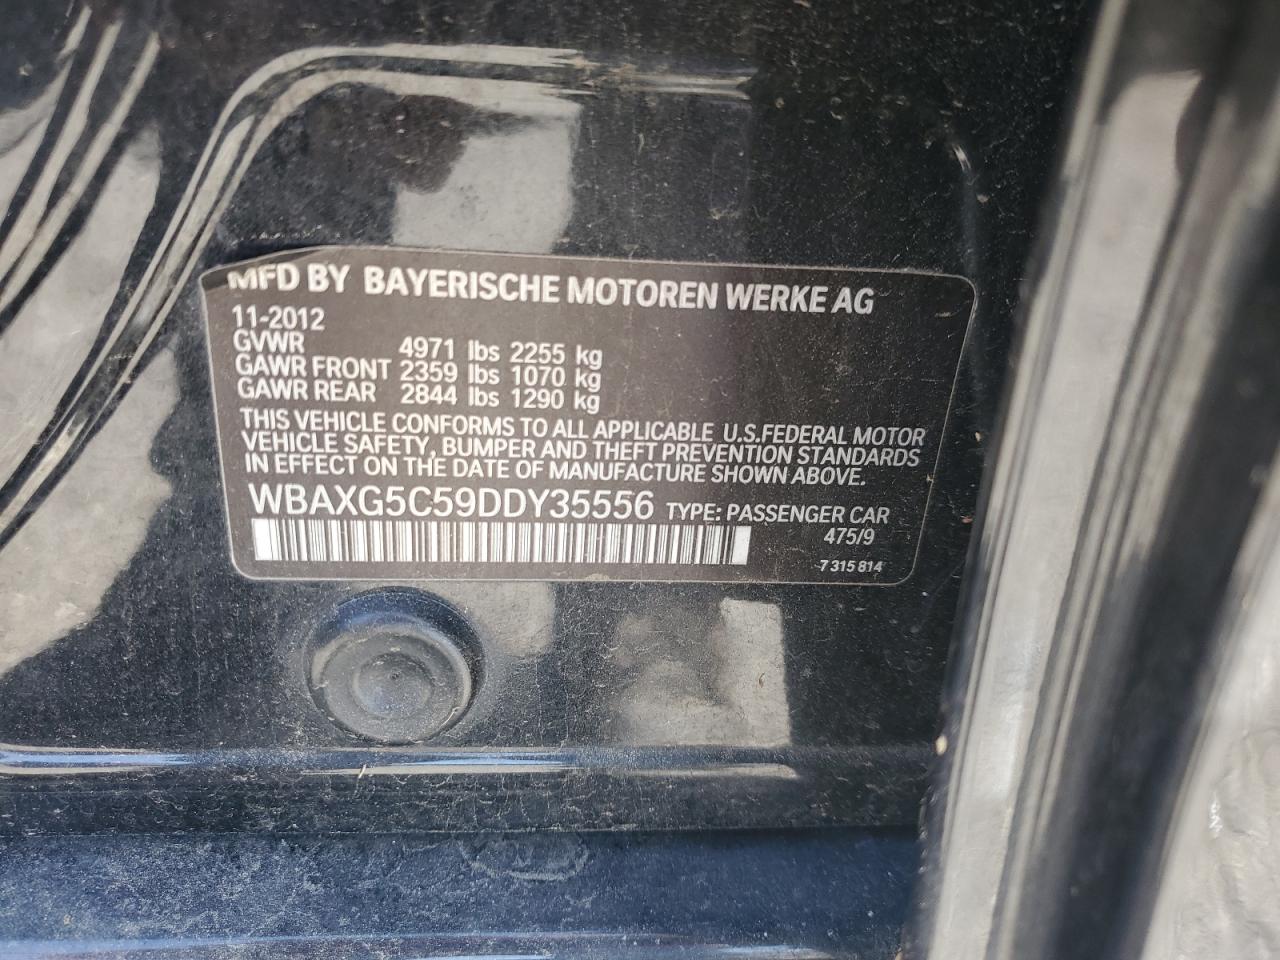 MFD BY BAYERISCHE MOTOREN WERKE AG
11-2012
GVWR 4971 lbs 2255 kg
GAWR FRONT 2359 lbs 1070 kg
GAWR REAR 2844 lbs 1290 kg
THIS VEHICLE CONFORMS TO ALL APPLICABLE U.S.FEDERAL MOTOR
VEHICLE SAFETY, BUMPER AND THEFT PREVENTION STANDARDS
IN EFFECT ON THE DATE OF MANUFACTURE SHOWN ABOVE.
WBAXG5C59DDY35556 TYPE: PASSENGER CAR
475/9
7 315 814